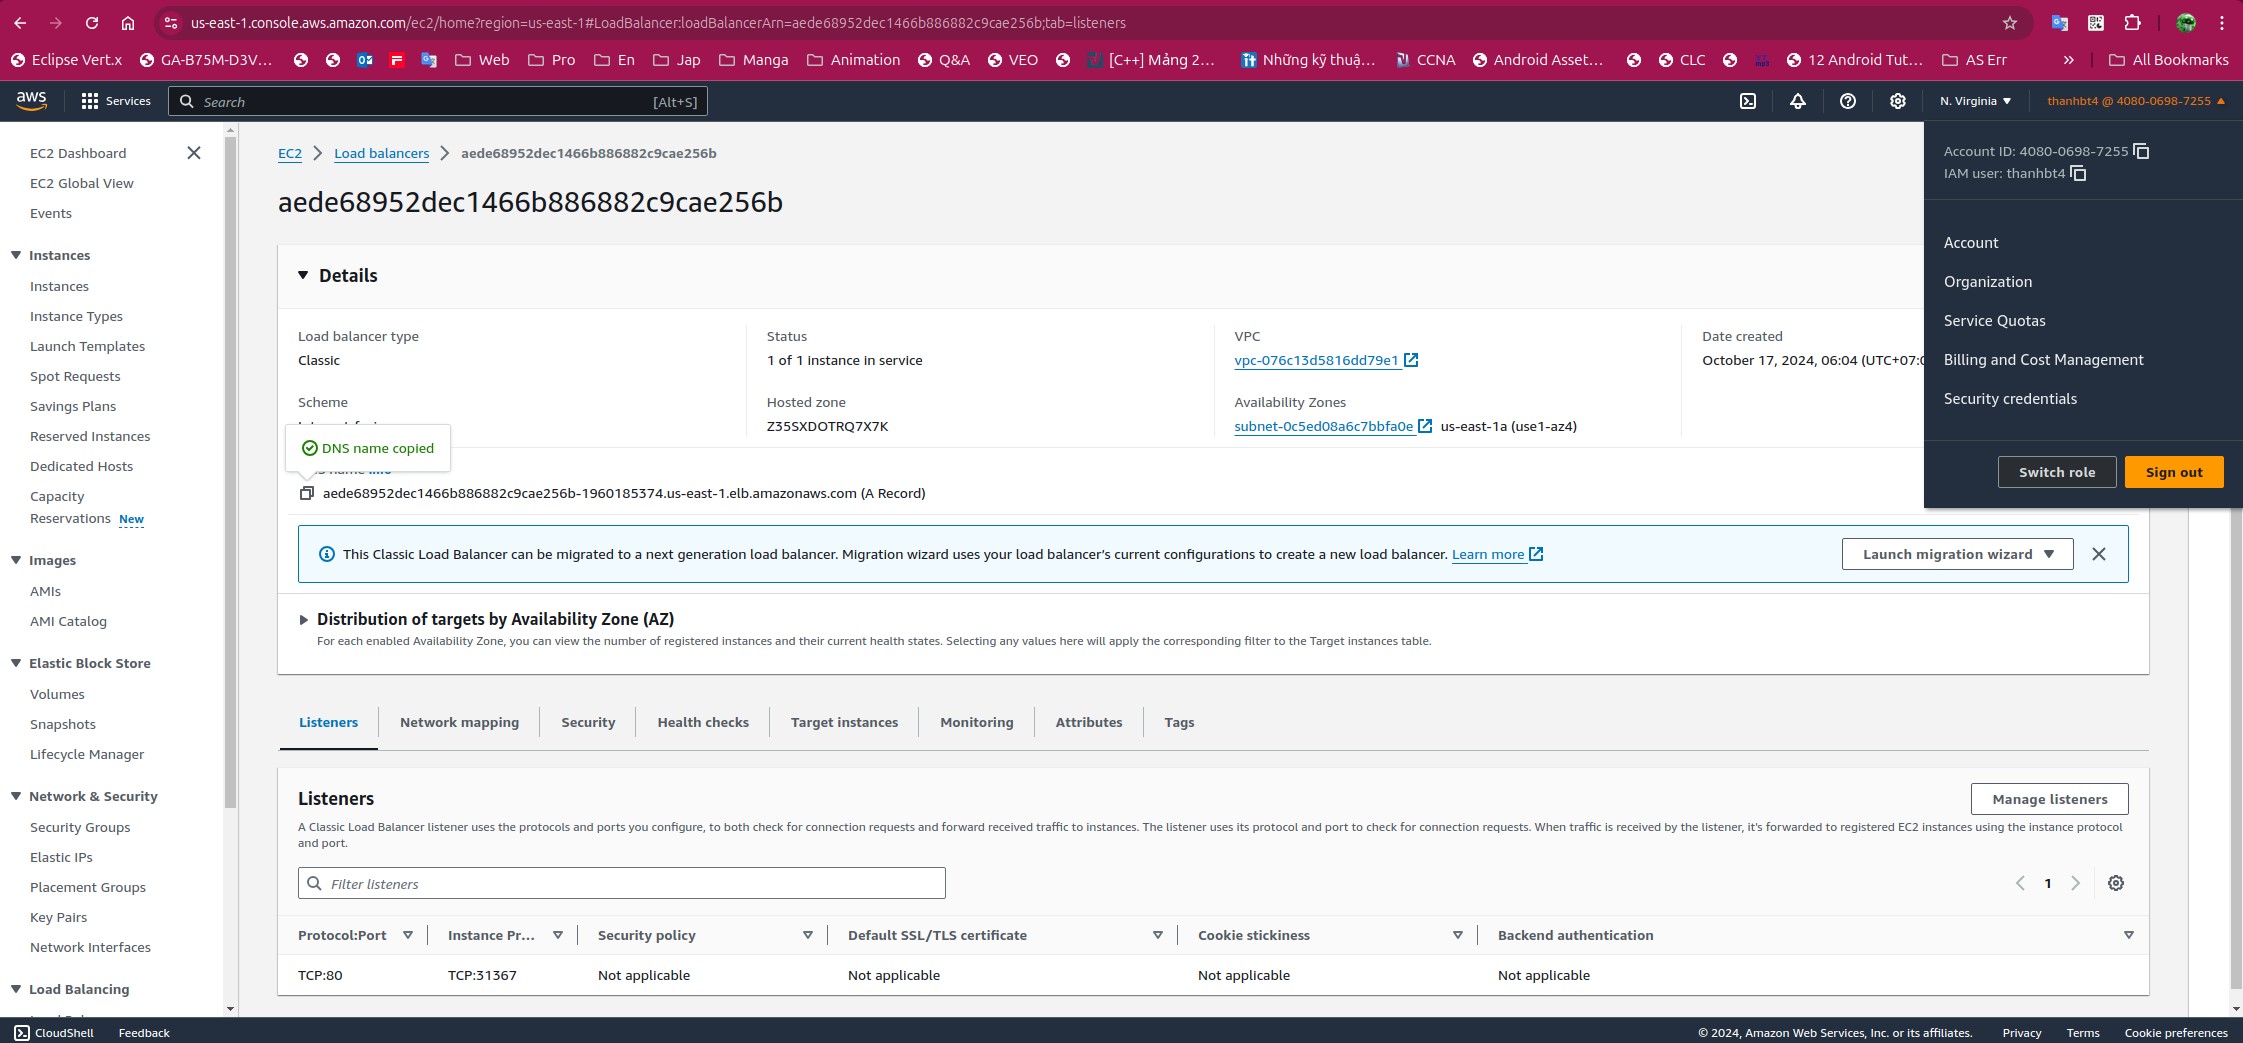 us-east-1.console.aws.amazon.com/ec2/home?region=us-east-1#LoadBalancer:loadBalancerArn=aede68952dec1466b886882c9cae256b;tab=listeners
Eclipse Vert.x GA-B75M-D3V... Web Pro En Jap Manga Animation Q&A VEO [C++] Mảng 2... Những kỹ thuậ... CCNA Android Asset... CLC 12 Android Tut... AS Err » All Bookmarks
aws Services Search [Alt+S] N. Virginia thanhbt4 @ 4080-0698-7255
Account ID: 4080-0698-7255
IAM user: thanhbt4
Account
Organization
Service Quotas
Billing and Cost Management
Security credentials
Switch role Sign out
EC2 Dashboard
EC2 Global View
Events
Instances
Instances
Instance Types
Launch Templates
Spot Requests
Savings Plans
Reserved Instances
Dedicated Hosts
Capacity
Reservations New
Images
AMIs
AMI Catalog
Elastic Block Store
Volumes
Snapshots
Lifecycle Manager
Network & Security
Security Groups
Elastic IPs
Placement Groups
Key Pairs
Network Interfaces
Load Balancing
EC2 Load balancers aede68952dec1466b886882c9cae256b
aede68952dec1466b886882c9cae256b
Details
Load balancer type
Classic
Status
1 of 1 instance in service
VPC
vpc-076c13d5816dd79e1
Date created
October 17, 2024, 06:04 (UTC+07:0
Scheme
Hosted zone
Z35SXDOTRQ7X7K
Availability Zones
subnet-0c5ed08a6c7bbfa0e us-east-1a (use1-az4)
DNS name copied
aede68952dec1466b886882c9cae256b-1960185374.us-east-1.elb.amazonaws.com (A Record)
This Classic Load Balancer can be migrated to a next generation load balancer. Migration wizard uses your load balancer’s current configurations to create a new load balancer. Learn more Launch migration wizard
Distribution of targets by Availability Zone (AZ)
For each enabled Availability Zone, you can view the number of registered instances and their current health states. Selecting any values here will apply the corresponding filter to the Target instances table.
Listeners Network mapping Security Health checks Target instances Monitoring Attributes Tags
Listeners
Manage listeners
A Classic Load Balancer listener uses the protocols and ports you configure, to both check for connection requests and forward received traffic to instances. The listener uses its protocol and port to check for connection requests. When traffic is received by the listener, it's forwarded to registered EC2 instances using the instance protocol
and port.
Filter listeners
1
Protocol:Port Instance Pr... Security policy Default SSL/TLS certificate Cookie stickiness Backend authentication
TCP:80 TCP:31367 Not applicable Not applicable Not applicable Not applicable
CloudShell Feedback © 2024, Amazon Web Services, Inc. or its affiliates. Privacy Terms Cookie preferences